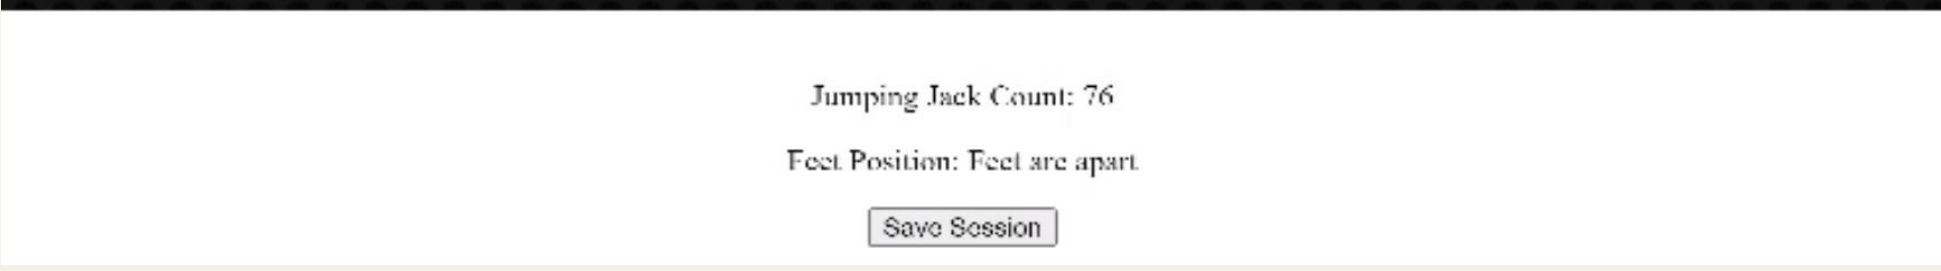 Jumping Jack Count: 76
Feet Position: Feet are apart
Save Session